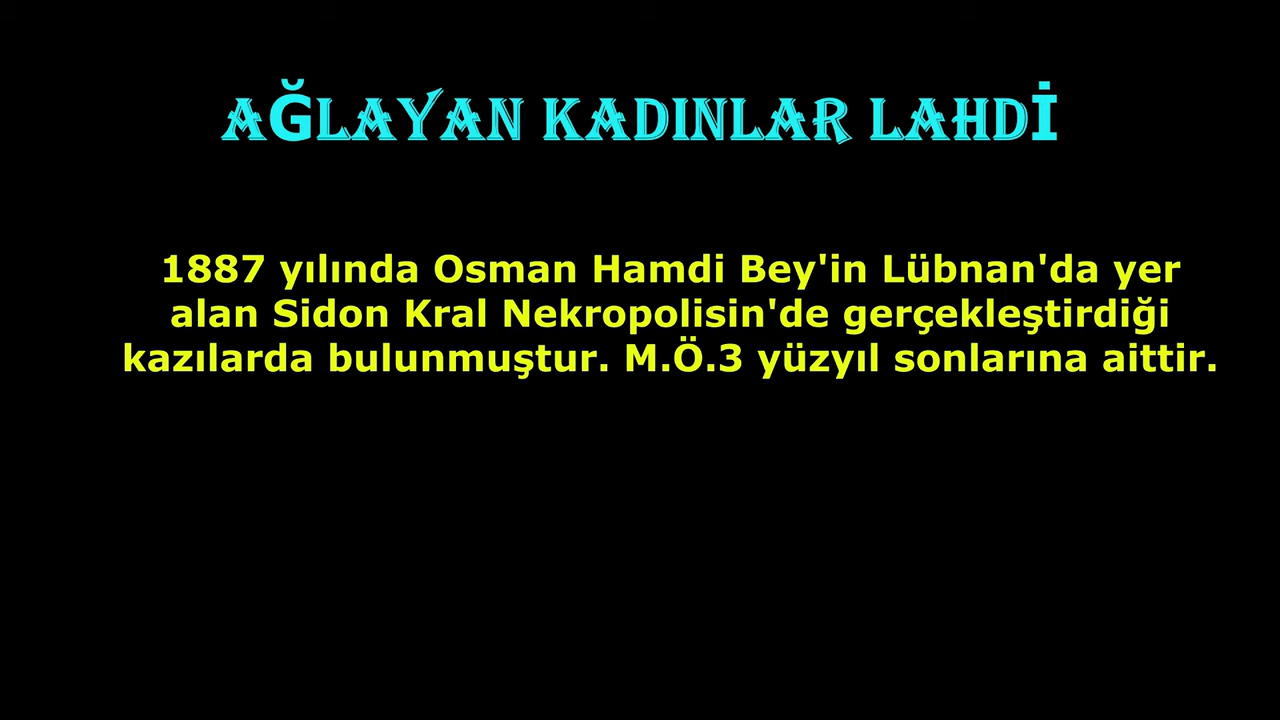 AĞLAYAN KADINLAR LAHDİ
1887 yılında Osman Hamdi Bey'in Lübnan'da yer
alan Sidon Kral Nekropolisin'de gerçekleştirdiği
kazılarda bulunmuştur. M.Ö.3 yüzyıl sonlarına aittir.